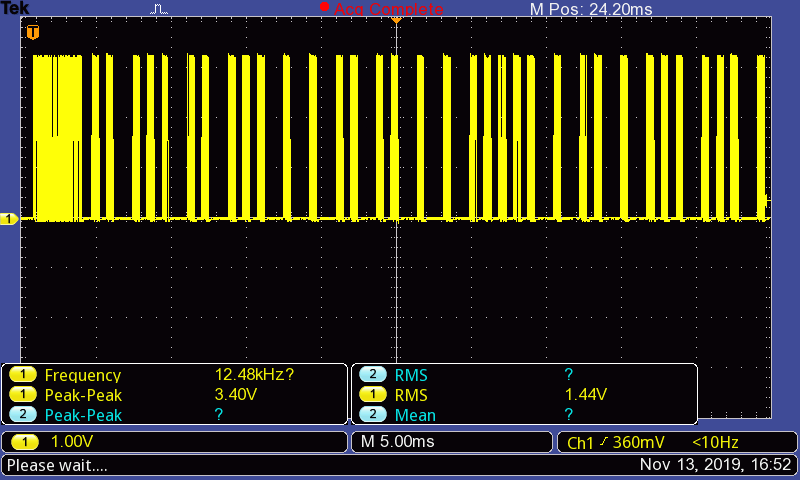 Tek Acq Complete M Pos: 24.20ms
T
1
1 Frequency 12.48kHz? 2 RMS ?
1 Peak-Peak 3.40V 1 RMS 1.44V
2 Peak-Peak ? 2 Mean ?
1 1.00V M 5.00ms Ch1 360mV <10Hz
Please wait.... Nov 13, 2019, 16:52